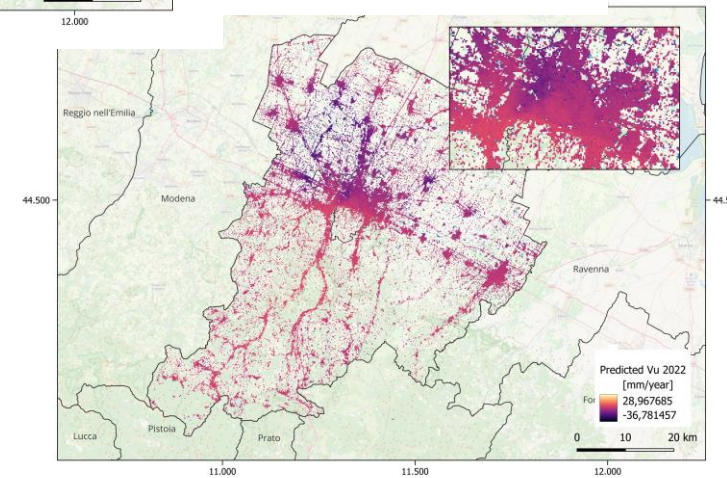 12.000
Reggio nell'Emilia
Modena
44.500
44.5
Ravenna
Predicted Vu 2022
[mm/year]
28,967685
-36,781457
0 10 20 km
Lucca
Pistoia
Prato
11.000
11.500
12.000